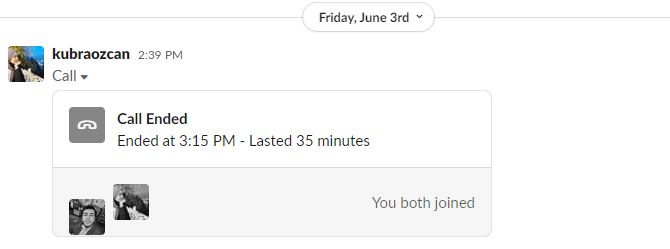 Friday, June 3rd
kubraozcan 2:39 PM
Call
Call Ended
Ended at 3:15 PM - Lasted 35 minutes
You both joined